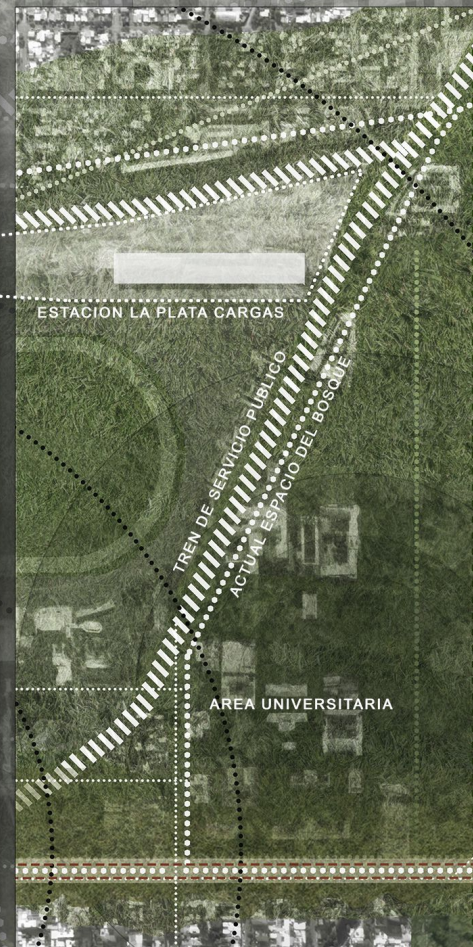 ESTACION LA PLATA CARGAS
TREN DE SERVICIO PUBLICO
ACTUAL ESPACIO DEL BOSQUE
AREA UNIVERSITARIA